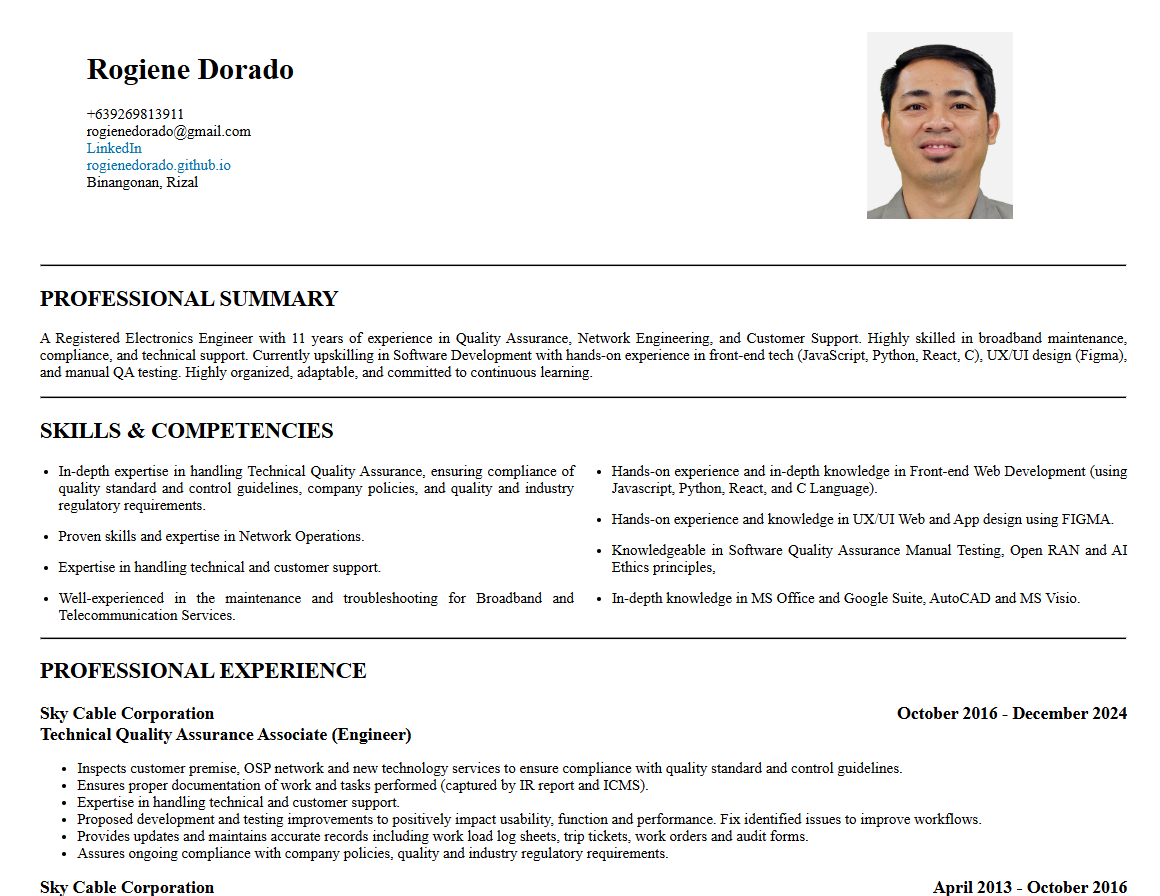 Rogiene Dorado
+639269813911
rogienedorado@gmail.com
LinkedIn
rogienedorado.github.io
Binangonan, Rizal
PROFESSIONAL SUMMARY
A Registered Electronics Engineer with 11 years of experience in Quality Assurance, Network Engineering, and Customer Support. Highly skilled in broadband maintenance,
compliance, and technical support. Currently upskilling in Software Development with hands-on experience in front-end tech (JavaScript, Python, React, C), UX/UI design (Figma),
and manual QA testing. Highly organized, adaptable, and committed to continuous learning.
SKILLS & COMPETENCIES
• In-depth expertise in handling Technical Quality Assurance, ensuring compliance of
quality standard and control guidelines, company policies, and quality and industry
regulatory requirements.
• Proven skills and expertise in Network Operations.
• Expertise in handling technical and customer support.
• Well-experienced in the maintenance and troubleshooting for Broadband and
Telecommunication Services.
• Hands-on experience and in-depth knowledge in Front-end Web Development (using
Javascript, Python, React, and C Language).
• Hands-on experience and knowledge in UX/UI Web and App design using FIGMA.
• Knowledgeable in Software Quality Assurance Manual Testing, Open RAN and AI
Ethics principles,
• In-depth knowledge in MS Office and Google Suite, AutoCAD and MS Visio.
PROFESSIONAL EXPERIENCE
Sky Cable Corporation October 2016 - December 2024
Technical Quality Assurance Associate (Engineer)
• Inspects customer premise, OSP network and new technology services to ensure compliance with quality standard and control guidelines.
• Ensures proper documentation of work and tasks performed (captured by IR report and ICMS).
• Expertise in handling technical and customer support.
• Proposed development and testing improvements to positively impact usability, function and performance. Fix identified issues to improve workflows.
• Provides updates and maintains accurate records including work load log sheets, trip tickets, work orders and audit forms.
• Assures ongoing compliance with company policies, quality and industry regulatory requirements.
Sky Cable Corporation April 2013 - October 2016